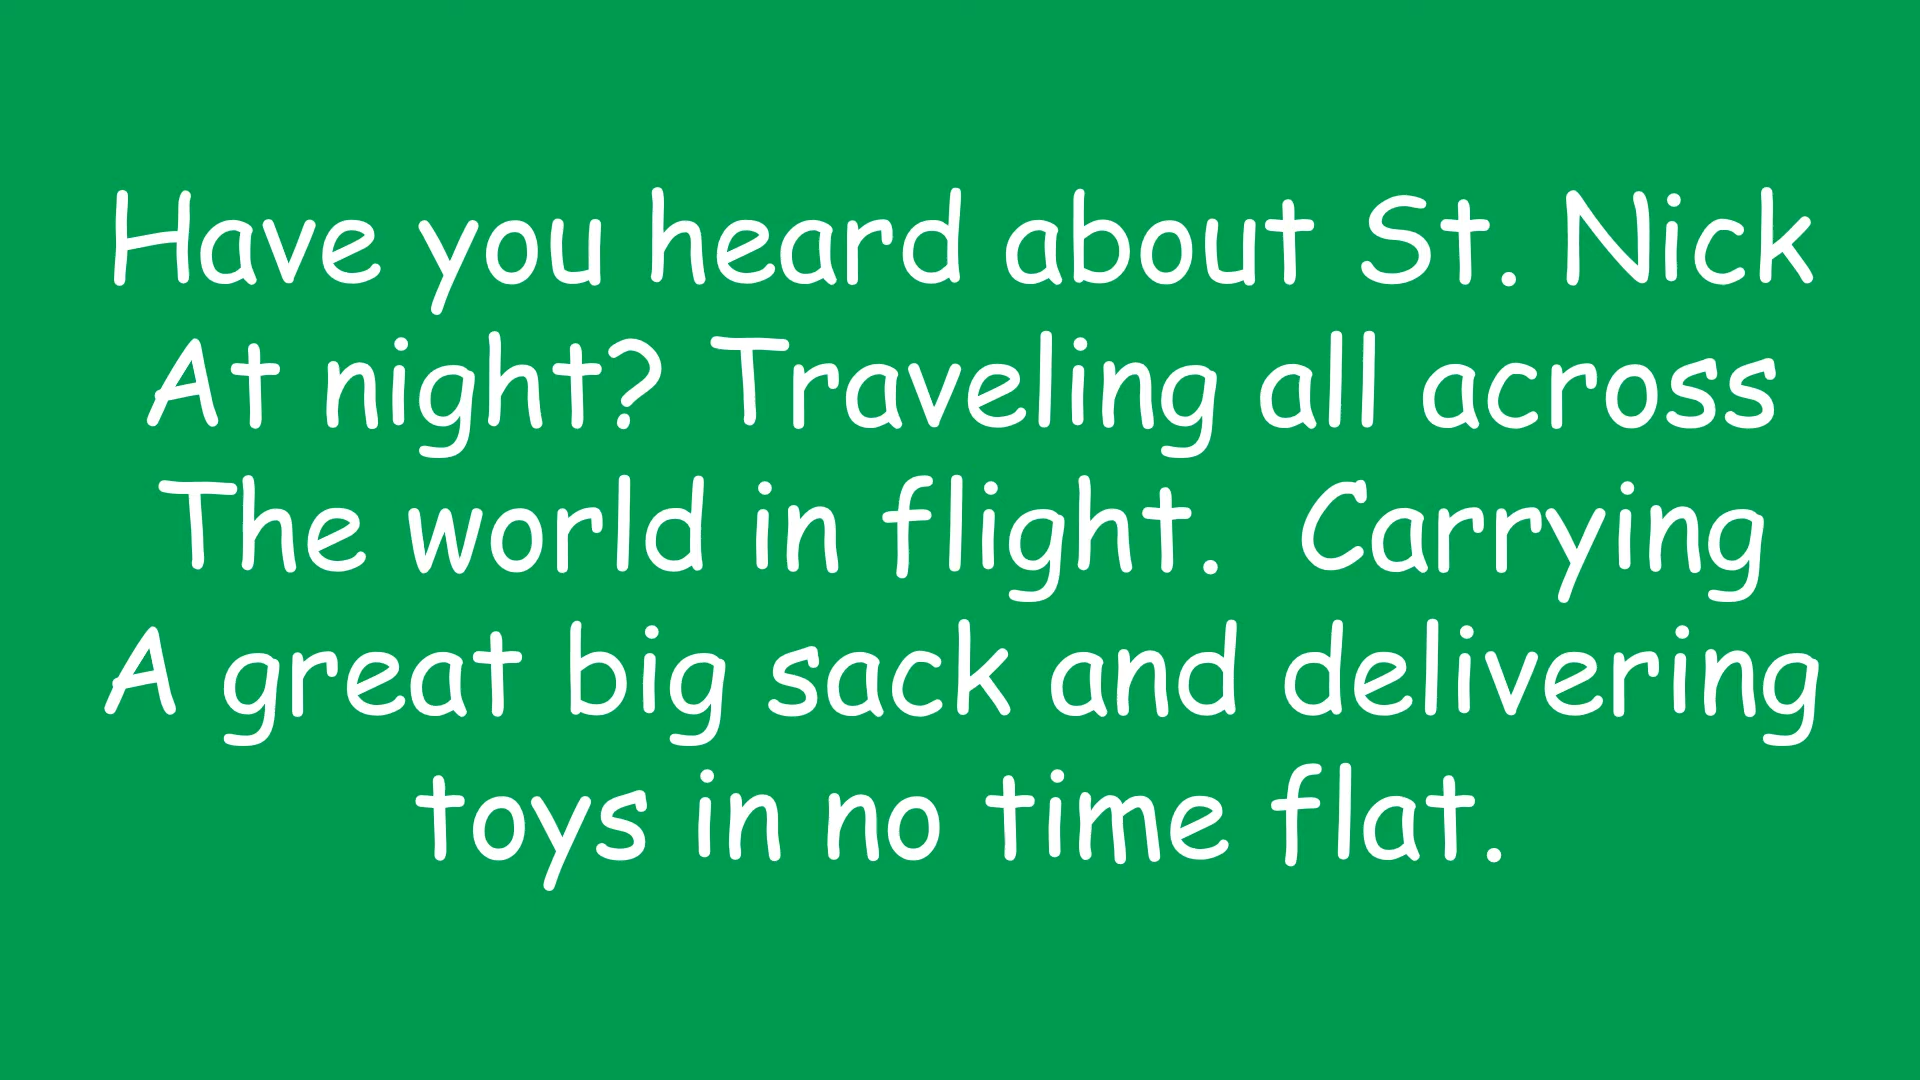 Have you heard about St. Nick
At night? Traveling all across
The world in flight.  Carrying
A great big sack and delivering
toys in no time flat.